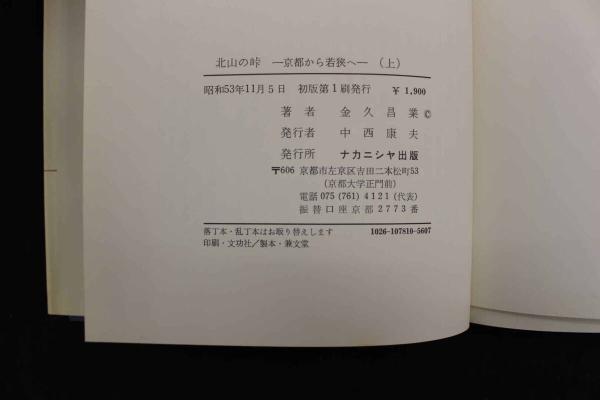 北山の峠 ―京都から若狭へ― (上)
昭和53年11月5日 初版第1刷発行 ¥ 1,900
著者 金久昌業 ©
発行者 中西康夫
発行所 ナカニシヤ出版
〒606 京都市左京区吉田二本松町53
(京都大学正門前)
電話 075 (761) 4121 (代表)
振替口座京都 2773番
落丁本・乱丁本はお取り替えします 1026-107810-5607
印刷・文功社/製本・兼文堂